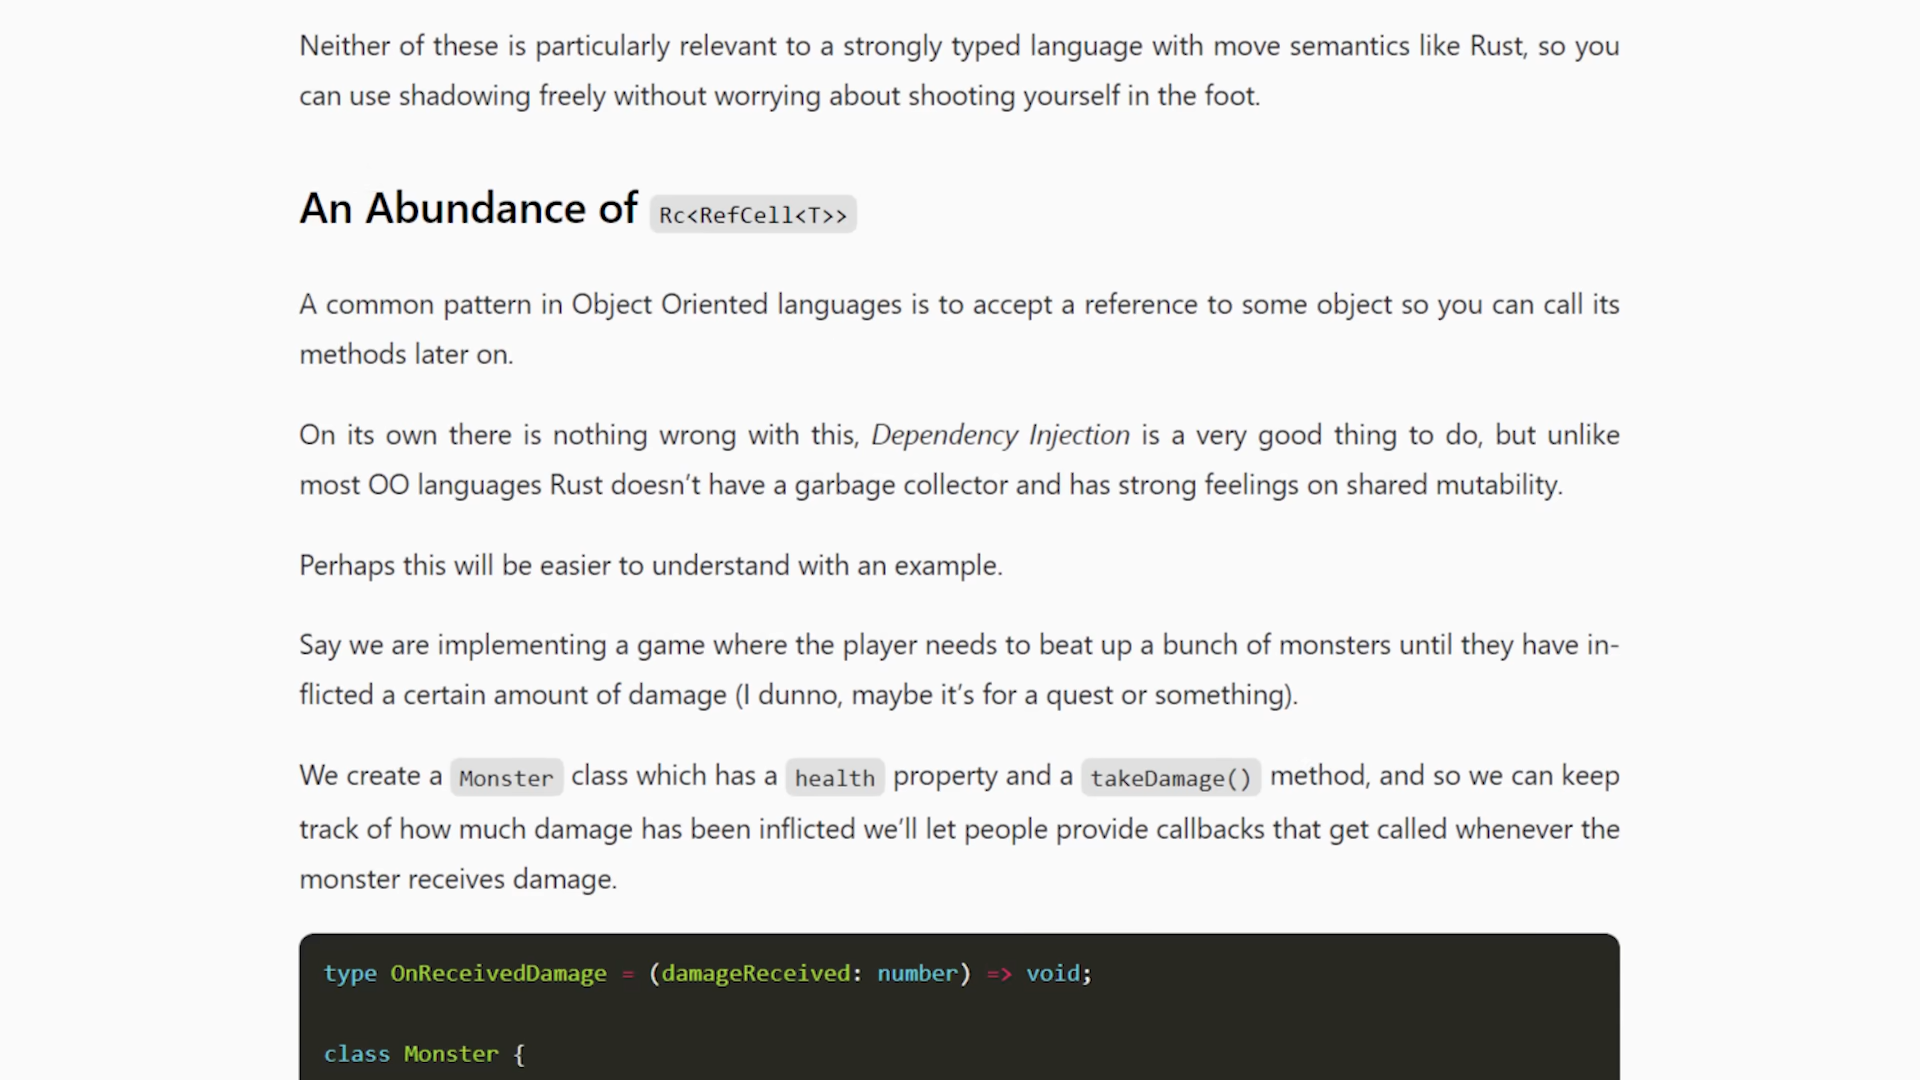 Neither of these is particularly relevant to a strongly typed language with move semantics like Rust, so you
can use shadowing freely without worrying about shooting yourself in the foot.
An Abundance of Rc<RefCell<T>>
A common pattern in Object Oriented languages is to accept a reference to some object so you can call its
methods later on.
On its own there is nothing wrong with this, Dependency Injection is a very good thing to do, but unlike
most OO languages Rust doesn’t have a garbage collector and has strong feelings on shared mutability.
Perhaps this will be easier to understand with an example.
Say we are implementing a game where the player needs to beat up a bunch of monsters until they have in-
flicted a certain amount of damage (I dunno, maybe it’s for a quest or something).
We create a Monster class which has a health property and a takeDamage() method, and so we can keep
track of how much damage has been inflicted we’ll let people provide callbacks that get called whenever the
monster receives damage.
type OnReceivedDamage = (damageReceived: number) => void;
class Monster {